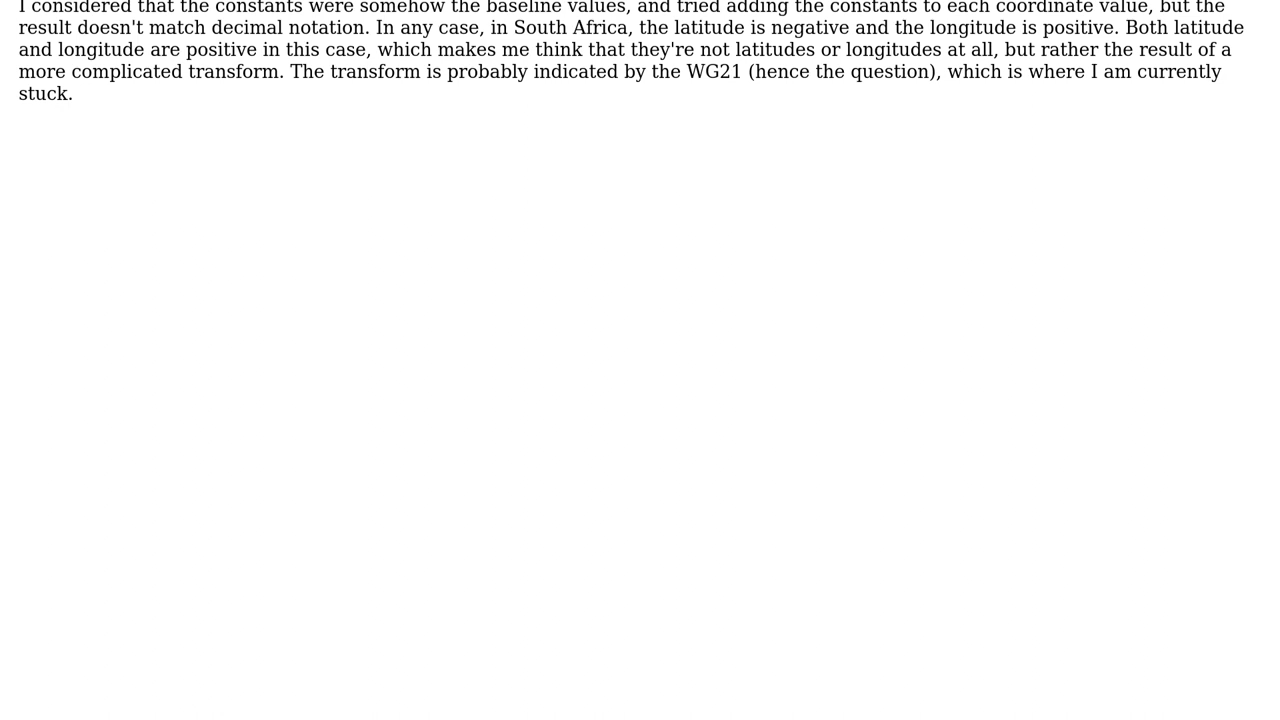 I considered that the constants were somehow the baseline values, and tried adding the constants to each coordinate value, but the
result doesn't match decimal notation. In any case, in South Africa, the latitude is negative and the longitude is positive. Both latitude
and longitude are positive in this case, which makes me think that they're not latitudes or longitudes at all, but rather the result of a
more complicated transform. The transform is probably indicated by the WG21 (hence the question), which is where I am currently
stuck.